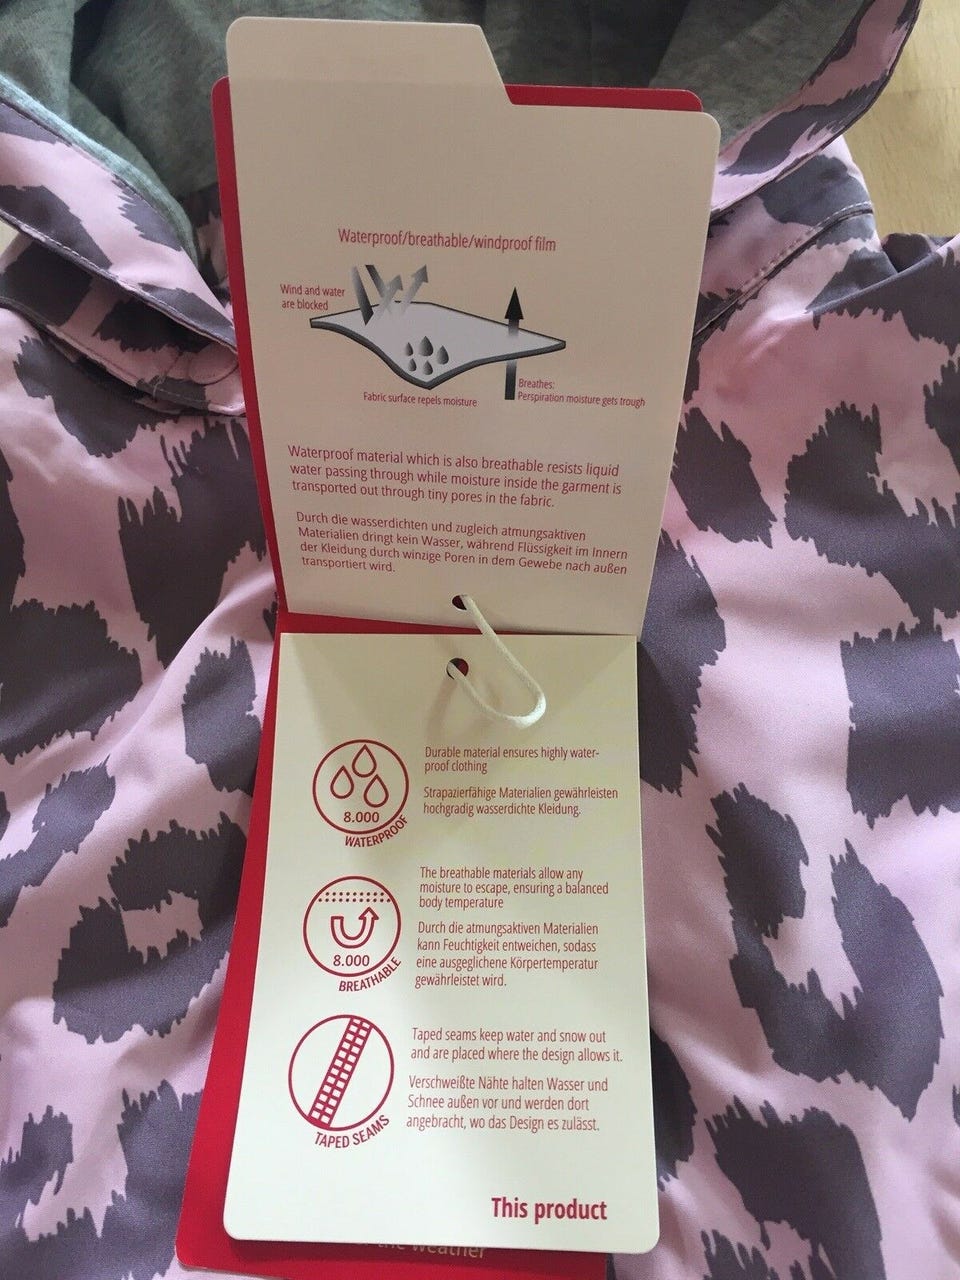 Waterproof/breathable/windproof film
Wind and water
are blocked
Breathes:
Perspiration moisture gets trough
Fabric surface repels moisture
Waterproof material which is also breathable resists liquid
water passing through while moisture inside the garment is
transported out through tiny pores in the fabric.
Durch die wasserdichten und zugleich atmungsaktiven
Materialien dringt kein Wasser, während Flüssigkeit im Innern
der Kleidung durch winzige Poren in dem Gewebe nach außen
transportiert wird.
8.000
WATERPROOF
Durable material ensures highly water-
proof clothing
Strapazierfähige Materialien gewährleisten
hochgradig wasserdichte Kleidung.
8.000
BREATHABLE
The breathable materials allow any
moisture to escape, ensuring a balanced
body temperature
Durch die atmungsaktiven Materialien
kann Feuchtigkeit entweichen, sodass
eine ausgeglichene Körpertemperatur
gewährleistet wird.
TAPED SEAMS
Taped seams keep water and snow out
and are placed where the design allows it.
Verschweißte Nähte halten Wasser und
Schnee außen vor und werden dort
angebracht, wo das Design es zulässt.
This product
the weather